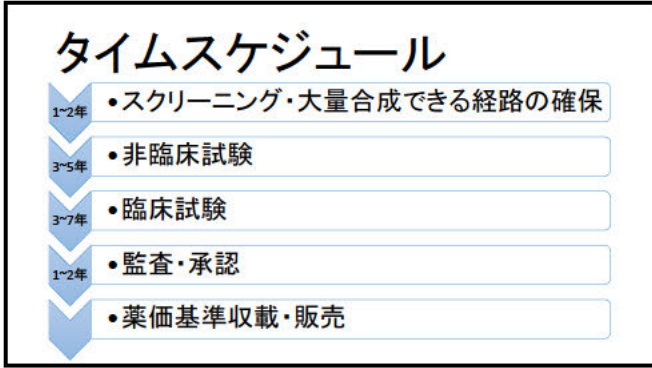 タイムスケジュール
1~2年
•スクリーニング・大量合成できる経路の確保
3~5年
•非臨床試験
3~7年
•臨床試験
1~2年
•監査・承認
•薬価基準収載・販売